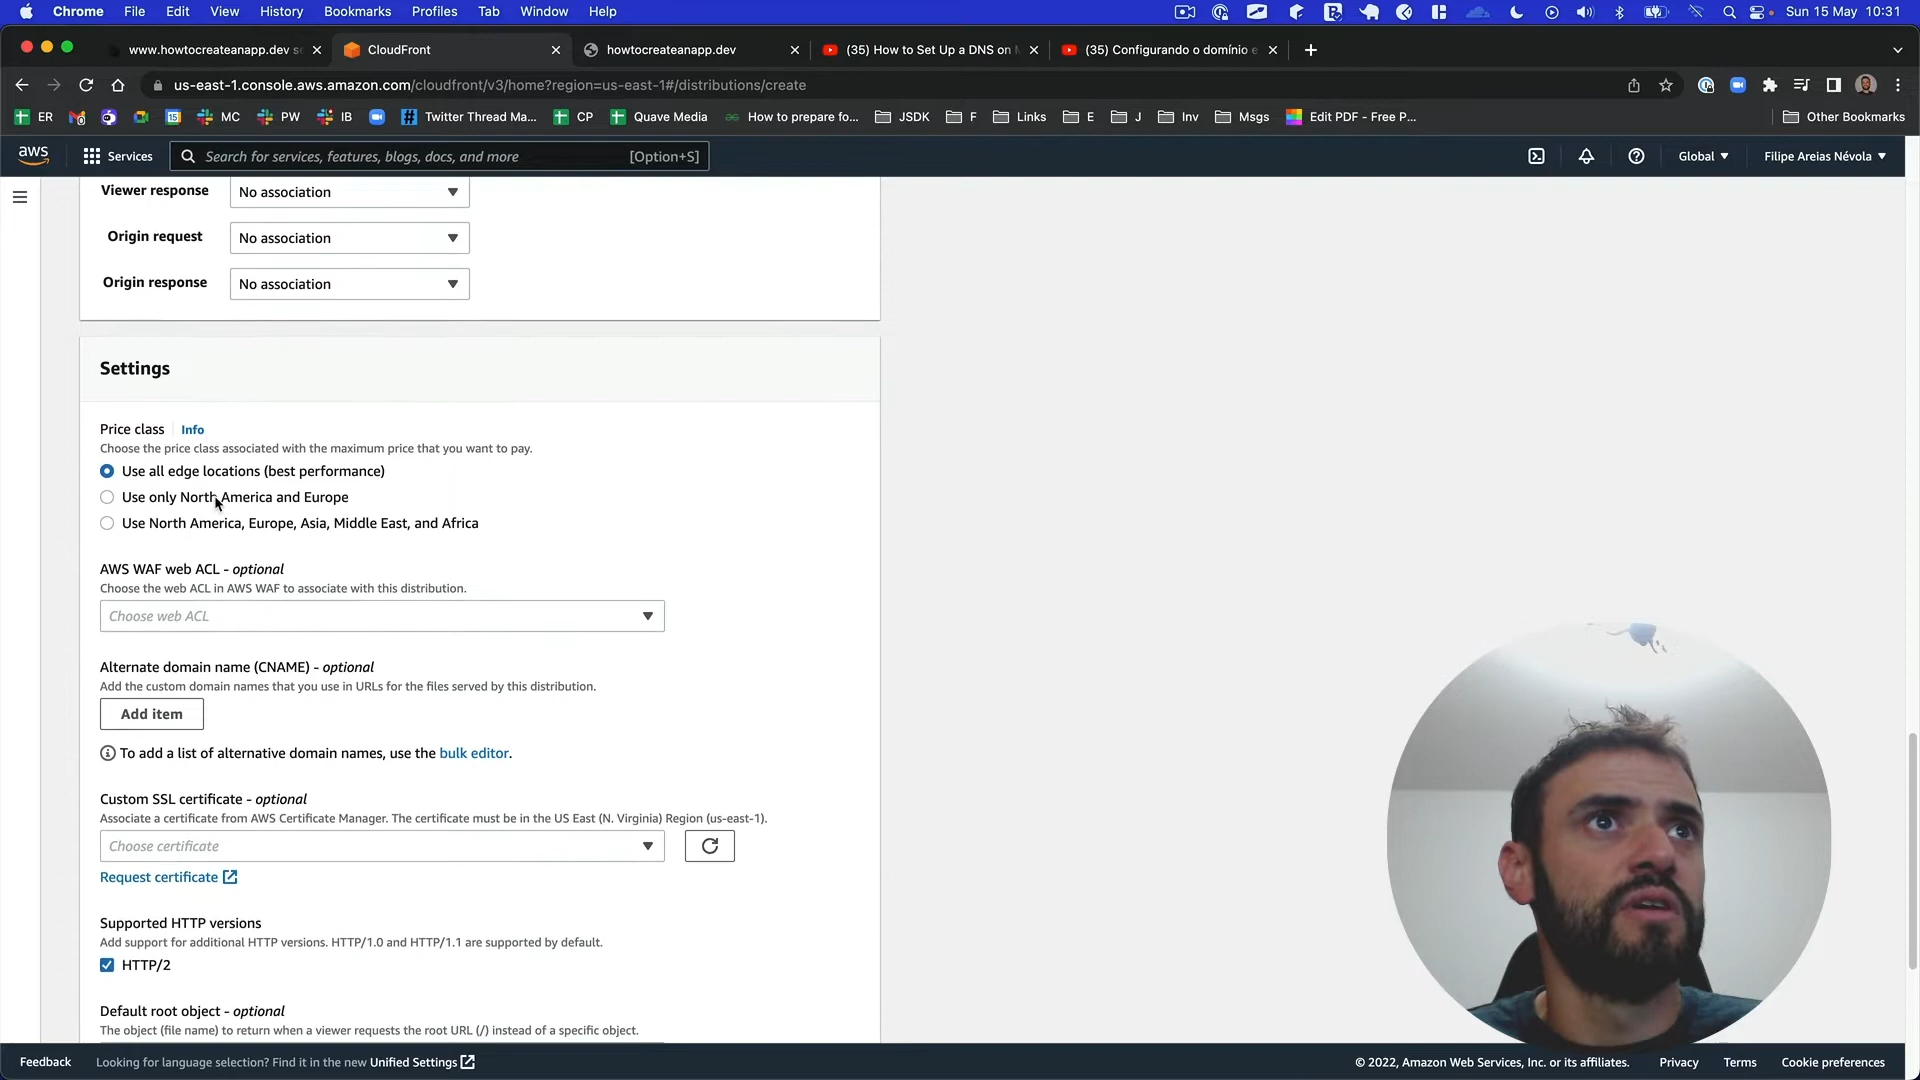 Chrome File Edit View History Bookmarks Profiles Tab Window Help Sun 15 May 10:31
www.howtocreateanapp.dev s CloudFront howtocreateanapp.dev (35) How to Set Up a DNS on (35) Configurando o domínio e
us-east-1.console.aws.amazon.com/cloudfront/v3/home?region=us-east-1#/distributions/create
ER 15 MC PW IB Twitter Thread Ma... CP Quave Media How to prepare fo... JSDK F Links E J Inv Msgs Edit PDF - Free P... Other Bookmarks
aws Services Search for services, features, blogs, docs, and more [Option+S] Global Filipe Areias Névola
Viewer response No association
Origin request No association
Origin response No association
Settings
Price class Info
Choose the price class associated with the maximum price that you want to pay.
Use all edge locations (best performance)
Use only North America and Europe
Use North America, Europe, Asia, Middle East, and Africa
AWS WAF web ACL - optional
Choose the web ACL in AWS WAF to associate with this distribution.
Choose web ACL
Alternate domain name (CNAME) - optional
Add the custom domain names that you use in URLs for the files served by this distribution.
Add item
To add a list of alternative domain names, use the bulk editor.
Custom SSL certificate - optional
Associate a certificate from AWS Certificate Manager. The certificate must be in the US East (N. Virginia) Region (us-east-1).
Choose certificate
Request certificate
Supported HTTP versions
Add support for additional HTTP versions. HTTP/1.0 and HTTP/1.1 are supported by default.
HTTP/2
Default root object - optional
The object (file name) to return when a viewer requests the root URL (/) instead of a specific object.
Feedback Looking for language selection? Find it in the new Unified Settings © 2022, Amazon Web Services, Inc. or its affiliates. Privacy Terms Cookie preferences